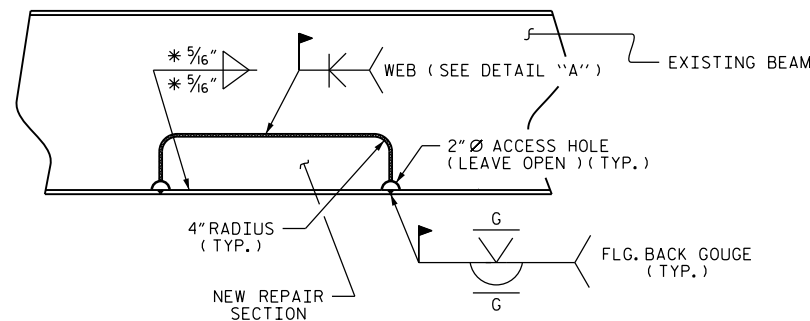 ✳ 5/16"
✳ 5/16"
WEB (SEE DETAIL "A")
EXISTING BEAM
2" Ø ACCESS HOLE
(LEAVE OPEN)(TYP.)
4" RADIUS
(TYP.)
G
FLG. BACK GOUGE
(TYP.)
G
NEW REPAIR
SECTION